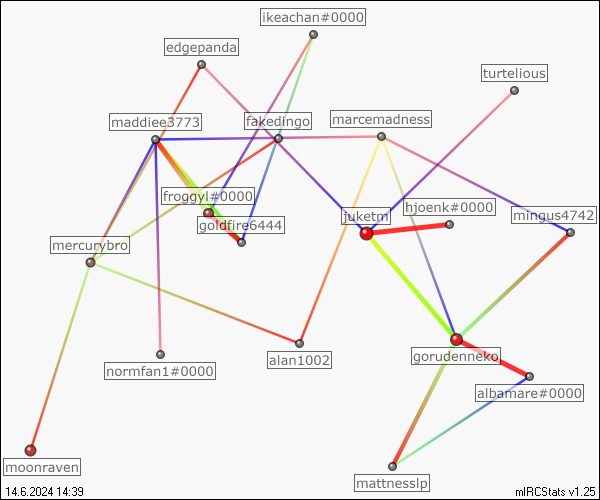 ikeachan#0000
edgepanda
turtelious
maddiee3773
fakedingo
marcemadness
froggyl#0000
hjoenk#0000
juketml
mingus4742
goldfire6444
mercurybro
gorudenneko
alan1002
normfan1#0000
albamare#0000
moonraven
mattnesslp
14.6.2024 14:39
mIRCStats v1.25